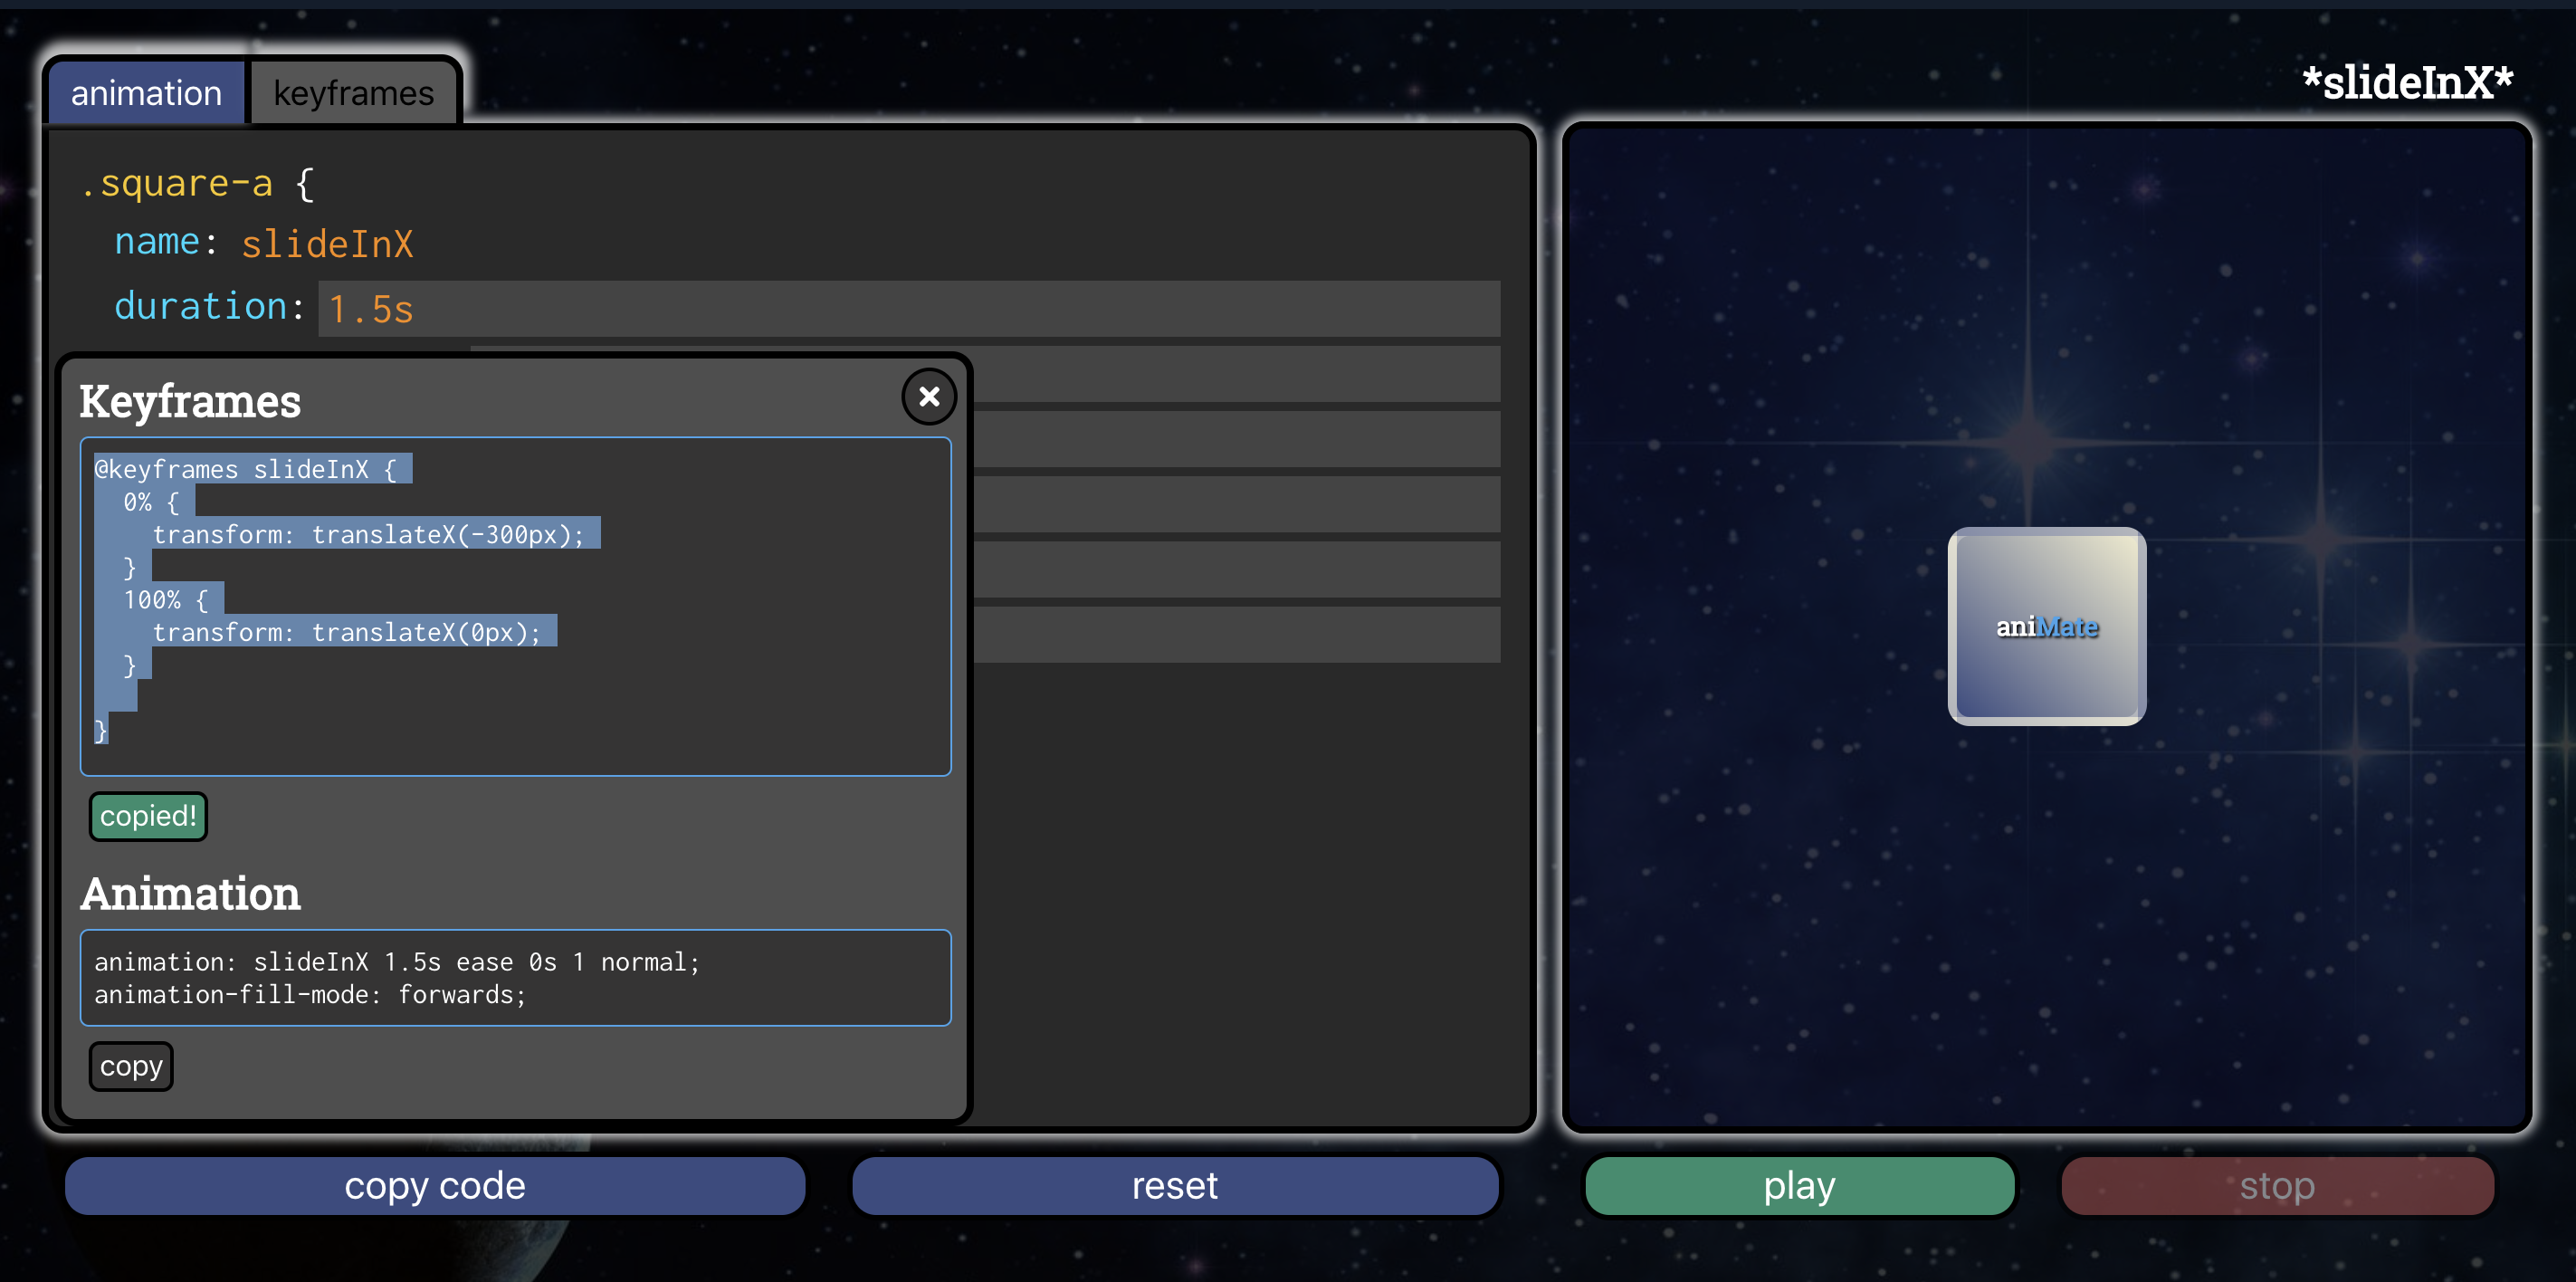 animation
keyframes
*slideInX*
.square-a {
name: slideInX
duration: 1.5s
Keyframes
@keyframes slideInX {
0% {
transform: translateX(-300px);
}
100% {
transform: translateX(0px);
}
}
copied!
Animation
animation: slideInX 1.5s ease 0s 1 normal;
animation-fill-mode: forwards;
copy
aniMate
copy code
reset
play
stop